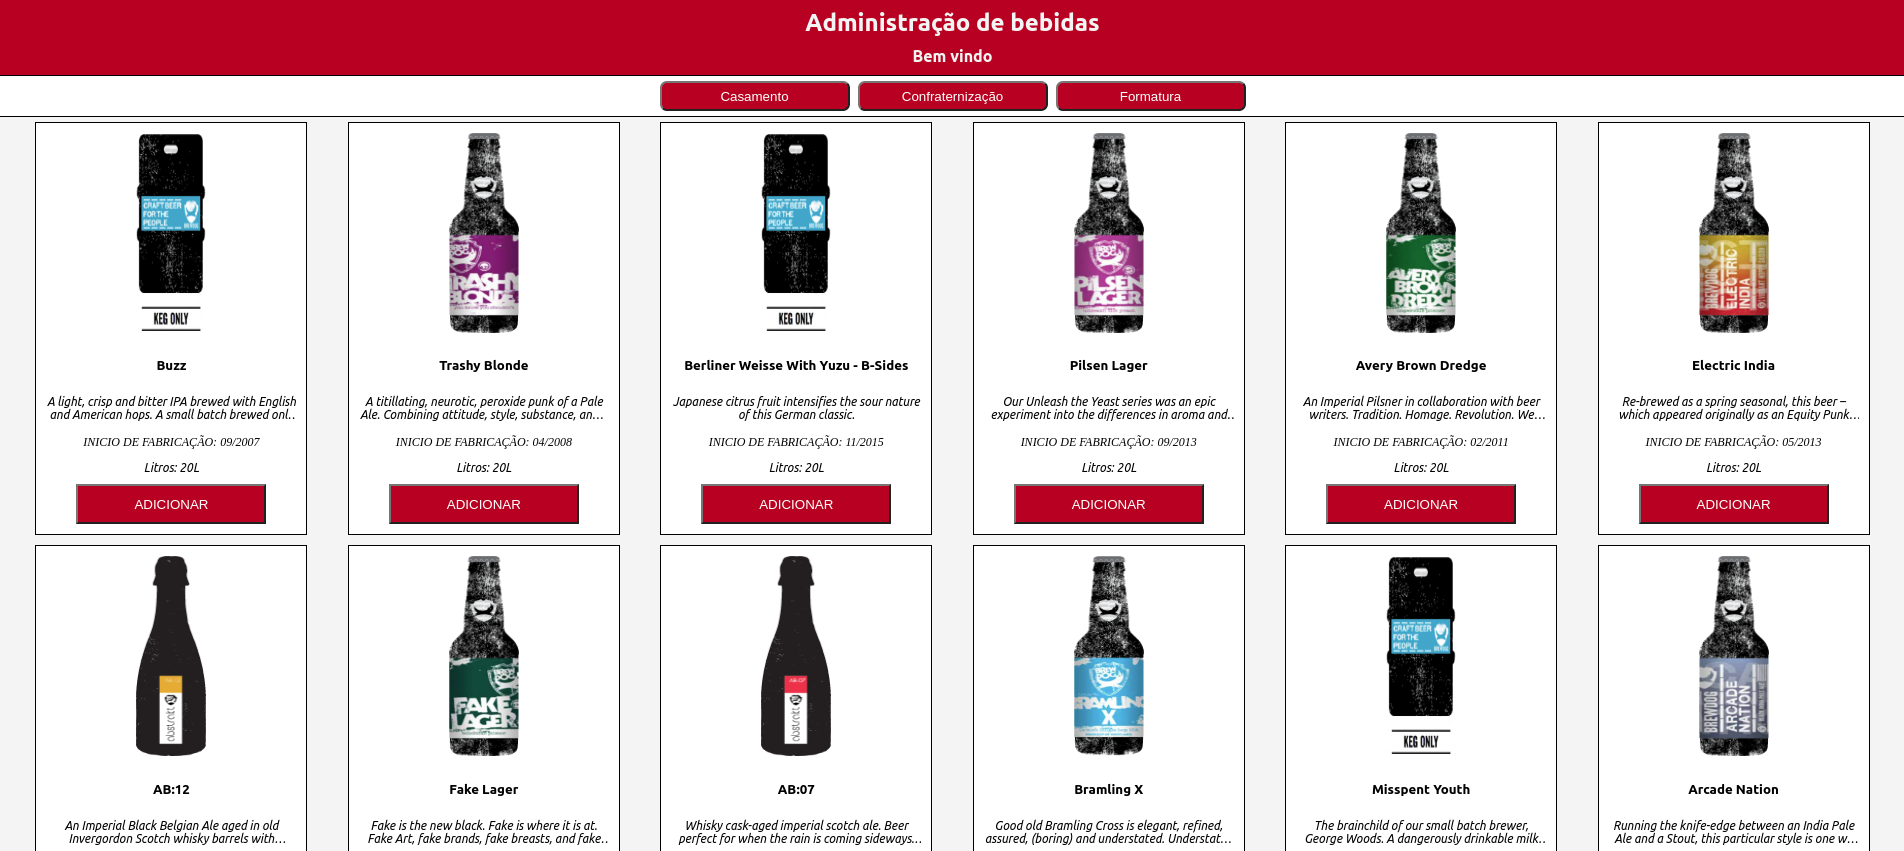 Administração de bebidas
Bem vindo
Casamento
Confraternização
Formatura
CRAFT BEER
FOR THE
PEOPLE
KEG ONLY
Buzz
A light, crisp and bitter IPA brewed with English
and American hops. A small batch brewed onl..
INICIO DE FABRICAÇÃO: 09/2007
Litros: 20L
ADICIONAR
TRASHY
BLONDE
Trashy Blonde
A titillating, neurotic, peroxide punk of a Pale
Ale. Combining attitude, style, substance, an...
INICIO DE FABRICAÇÃO: 04/2008
Litros: 20L
ADICIONAR
CRAFT BEER
FOR THE
PEOPLE
KEG ONLY
Berliner Weisse With Yuzu - B-Sides
Japanese citrus fruit intensifies the sour nature
of this German classic.
INICIO DE FABRICAÇÃO: 11/2015
Litros: 20L
ADICIONAR
BREW
DOG
PILSEN
LAGER
Pilsen Lager
Our Unleash the Yeast series was an epic
experiment into the differences in aroma and..
INICIO DE FABRICAÇÃO: 09/2013
Litros: 20L
ADICIONAR
AVERY
BROWN
DREDG
Avery Brown Dredge
An Imperial Pilsner in collaboration with beer
writers. Tradition. Homage. Revolution. We...
INICIO DE FABRICAÇÃO: 02/2011
Litros: 20L
ADICIONAR
BREWDOG
ELECTRIC
INDIA
Electric India
Re-brewed as a spring seasonal, this beer –
which appeared originally as an Equity Punk...
INICIO DE FABRICAÇÃO: 05/2013
Litros: 20L
ADICIONAR
abstrakt
AB:12
An Imperial Black Belgian Ale aged in old
Invergordon Scotch whisky barrels with...
FAKE
LAGER
Fake Lager
Fake is the new black. Fake is where it is at.
Fake Art, fake brands, fake breasts, and fake..
AB:07
abstrakt
AB:07
Whisky cask-aged imperial scotch ale. Beer
perfect for when the rain is coming sideways...
BREW
DOG
BRAMLING
X
Bramling X
Good old Bramling Cross is elegant, refined,
assured, (boring) and understated. Understat...
CRAFT BEER
FOR THE
PEOPLE
KEG ONLY
Misspent Youth
The brainchild of our small batch brewer,
George Woods. A dangerously drinkable milk..
BREWDOG
ARCADE
NATION
Arcade Nation
Running the knife-edge between an India Pale
Ale and a Stout, this particular style is one w...